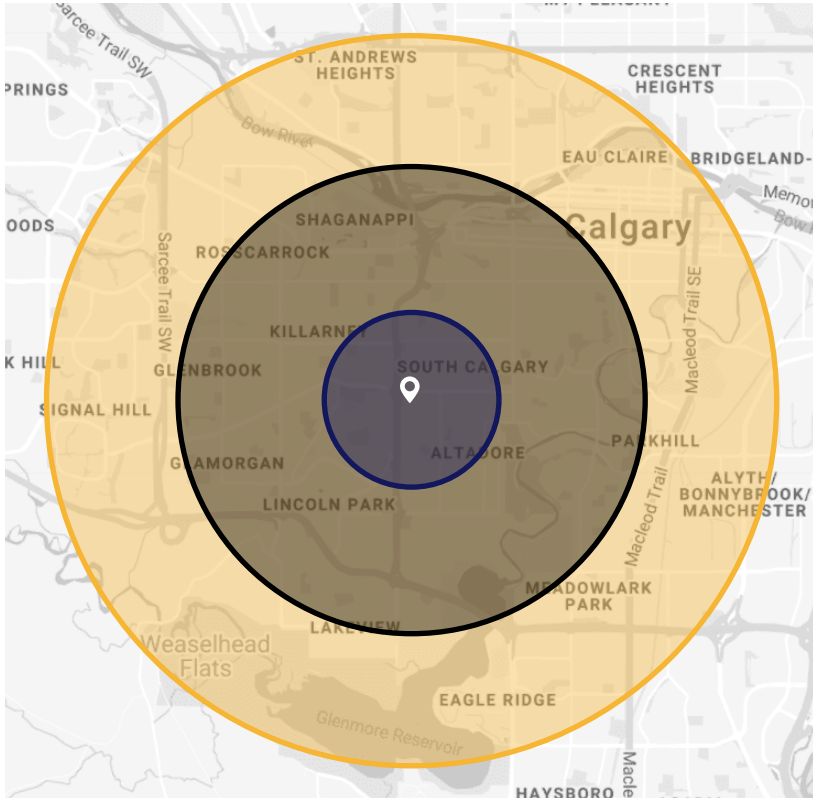 Sarcee Trail SW
ST. ANDREWS
HEIGHTS
CRESCENT
HEIGHTS
PRINGS
Bow River
EAU CLAIRE
BRIDGELAND-
Memo
Bow R
SHAGANAPPI
OODS
Calgary
ROSSCARROCK
Sarcee Trail SW
Macleod Trail SE
KILLARNEY
K HILL
GLENBROOK
SOUTH CALGARY
SIGNAL HILL
PARKHILL
ALTADORE
GLAMORGAN
ALYTH/
BONNYBROOK/
MANCHESTER
LINCOLN PARK
Macleod Trail
MEADOWLARK
PARK
LAKEVIEW
Weaselhead
Flats
EAGLE RIDGE
Glenmore Reservoir
Macle
HAYSBORO